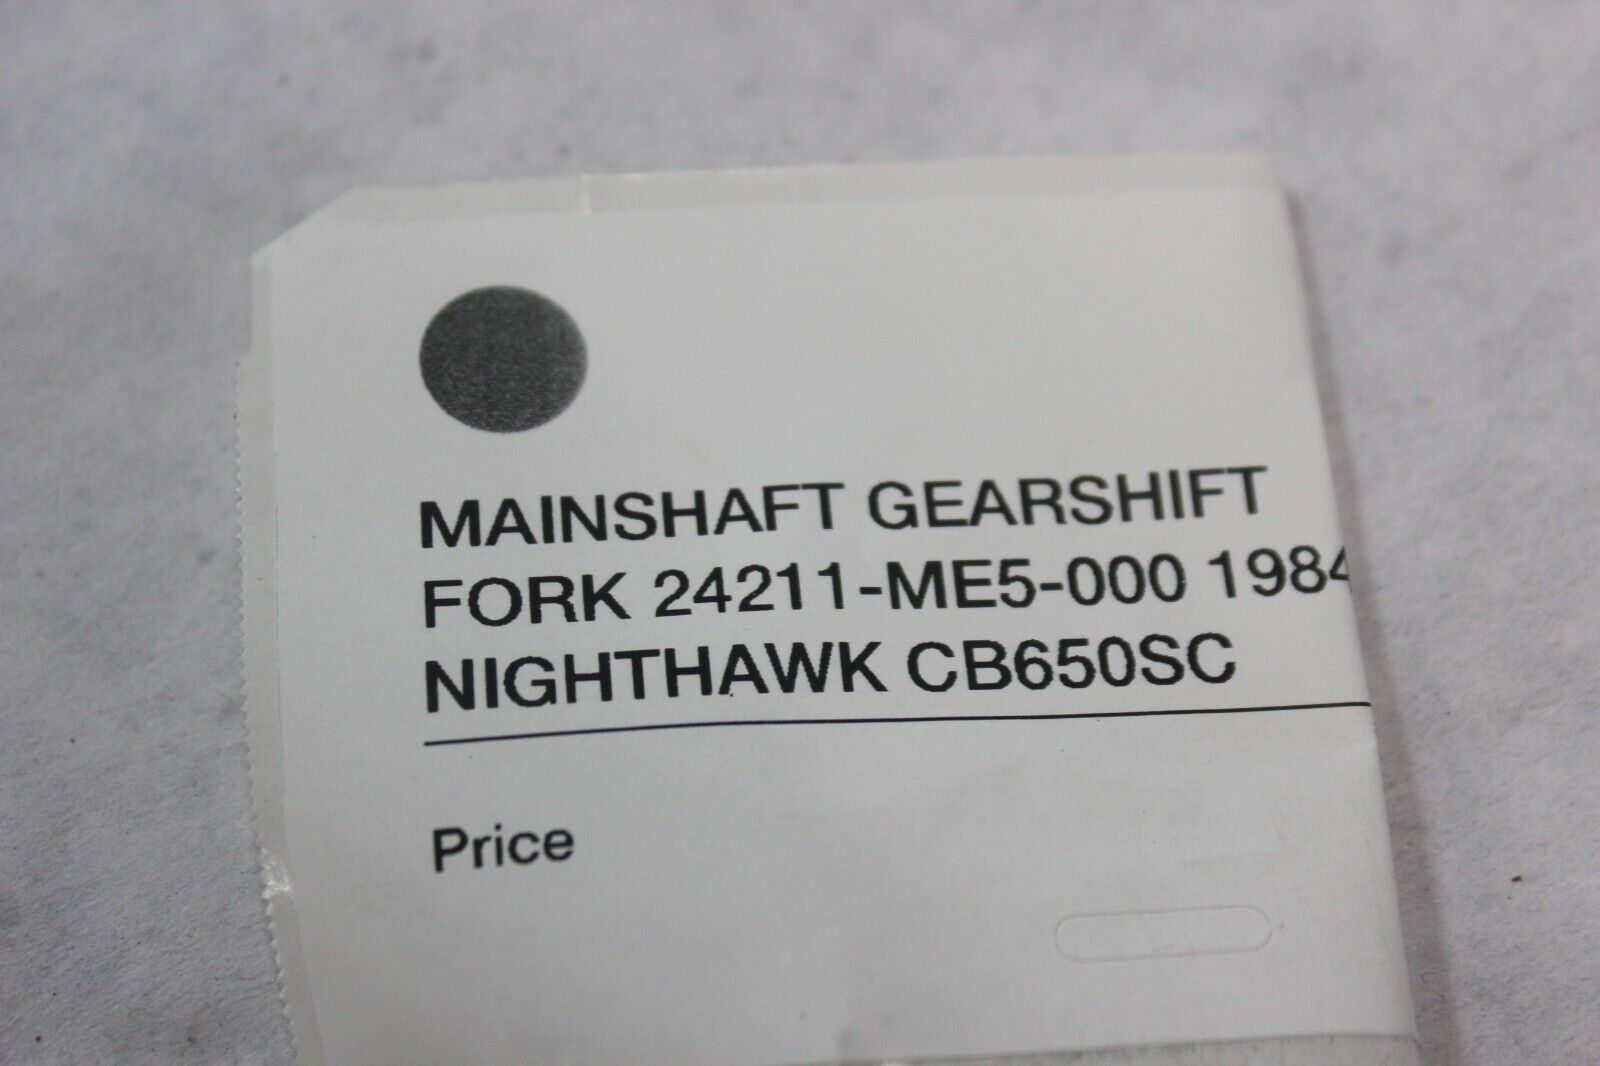 MAINSHAFT GEARSHIFT
FORK 24211-ME5-000 1984
NIGHTHAWK CB650SC
Price